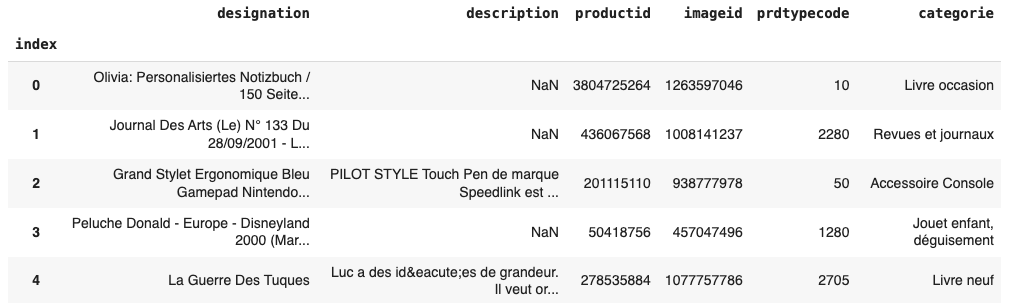 designation description productid imageid prdtypecode categorie
index
0 Olivia: Personalisiertes Notizbuch / 150 Seite... NaN 3804725264 1263597046 10 Livre occasion
1 Journal Des Arts (Le) N° 133 Du 28/09/2001 - L... NaN 436067568 1008141237 2280 Revues et journaux
2 Grand Stylet Ergonomique Bleu Gamepad Nintendo... PILOT STYLE Touch Pen de marque Speedlink est ... 201115110 938777978 50 Accessoire Console
3 Peluche Donald - Europe - Disneyland 2000 (Mar... NaN 50418756 457047496 1280 Jouet enfant, déguisement
4 La Guerre Des Tuques Luc a des id&eacute;es de grandeur. Il veut or... 278535884 1077757786 2705 Livre neuf